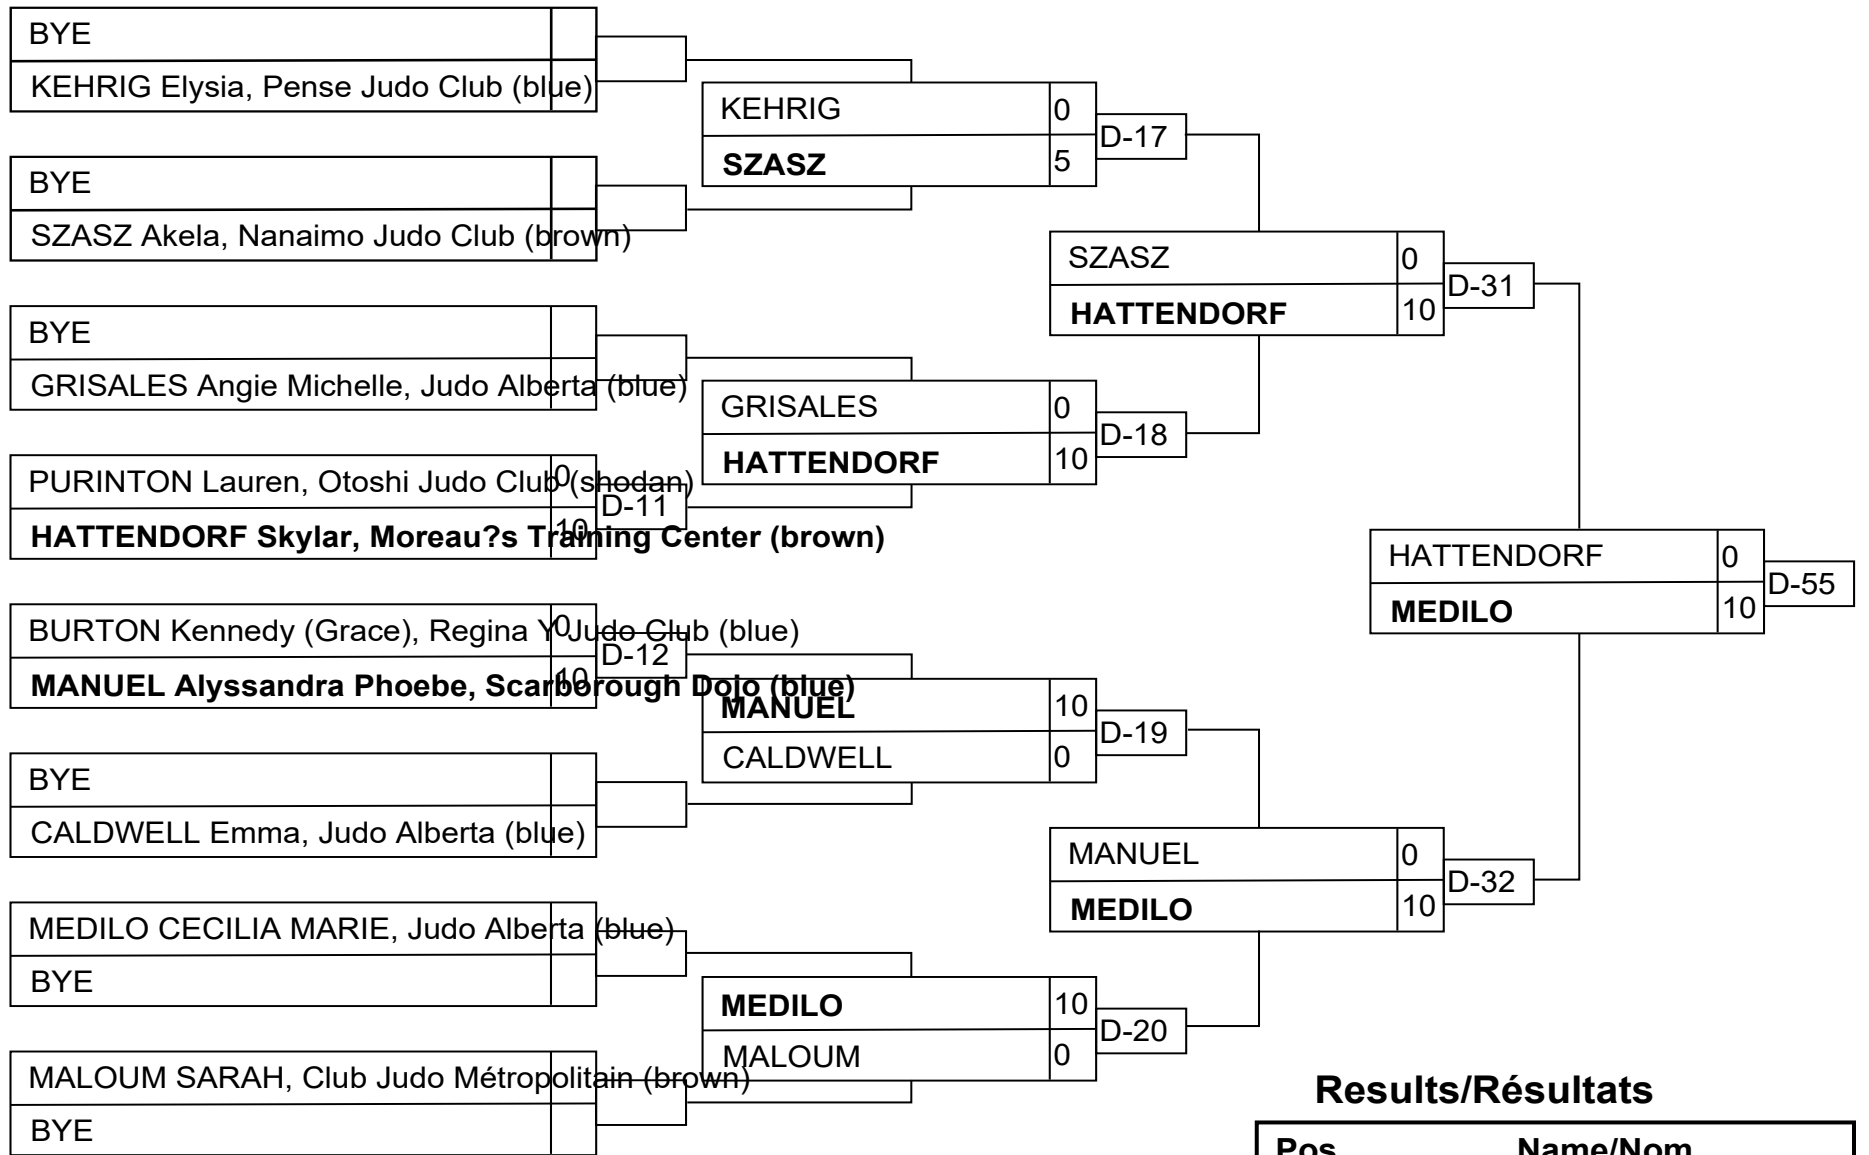 BYE
KEHRIG Elysia, Pense Judo Club (blue)
BYE
SZASZ Akela, Nanaimo Judo Club (brown)
BYE
GRISALES Angie Michelle, Judo Alberta (blue)
PURINTON Lauren, Otoshi Judo Club (shodan) 0
HATTENDORF Skylar, Moreau?s Training Center (brown) 10
D-11
BURTON Kennedy (Grace), Regina Y Judo Club (blue) 0
MANUEL Alyssandra Phoebe, Scarborough Dojo (blue) 10
D-12
BYE
CALDWELL Emma, Judo Alberta (blue)
MEDILO CECILIA MARIE, Judo Alberta (blue)
BYE
MALOUM SARAH, Club Judo Métropolitain (brown)
BYE
KEHRIG 0
SZASZ 5
D-17
GRISALES 0
HATTENDORF 10
D-18
MANUEL 10
CALDWELL 0
D-19
MEDILO 10
MALOUM 0
D-20
SZASZ 0
HATTENDORF 10
D-31
MANUEL 0
MEDILO 10
D-32
HATTENDORF 0
MEDILO 10
D-55
Results/Résultats
Pos Name/Nom